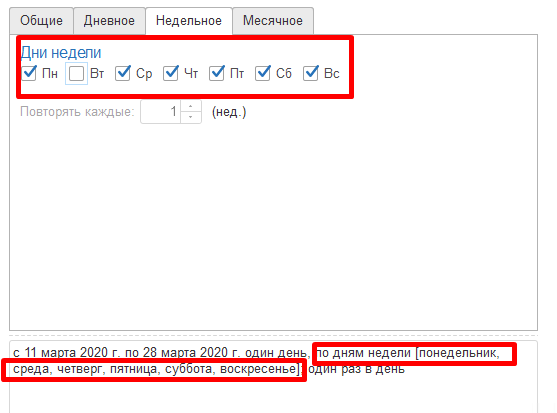 Общие Дневное Недельное Месячное
Дни недели
Пн Вт Ср Чт Пт Сб Вс
Повторять каждые: 1 (нед.)
с 11 марта 2020 г. по 28 марта 2020 г. один день, по дням недели [понедельник,
среда, четверг, пятница, суббота, воскресенье]; один раз в день